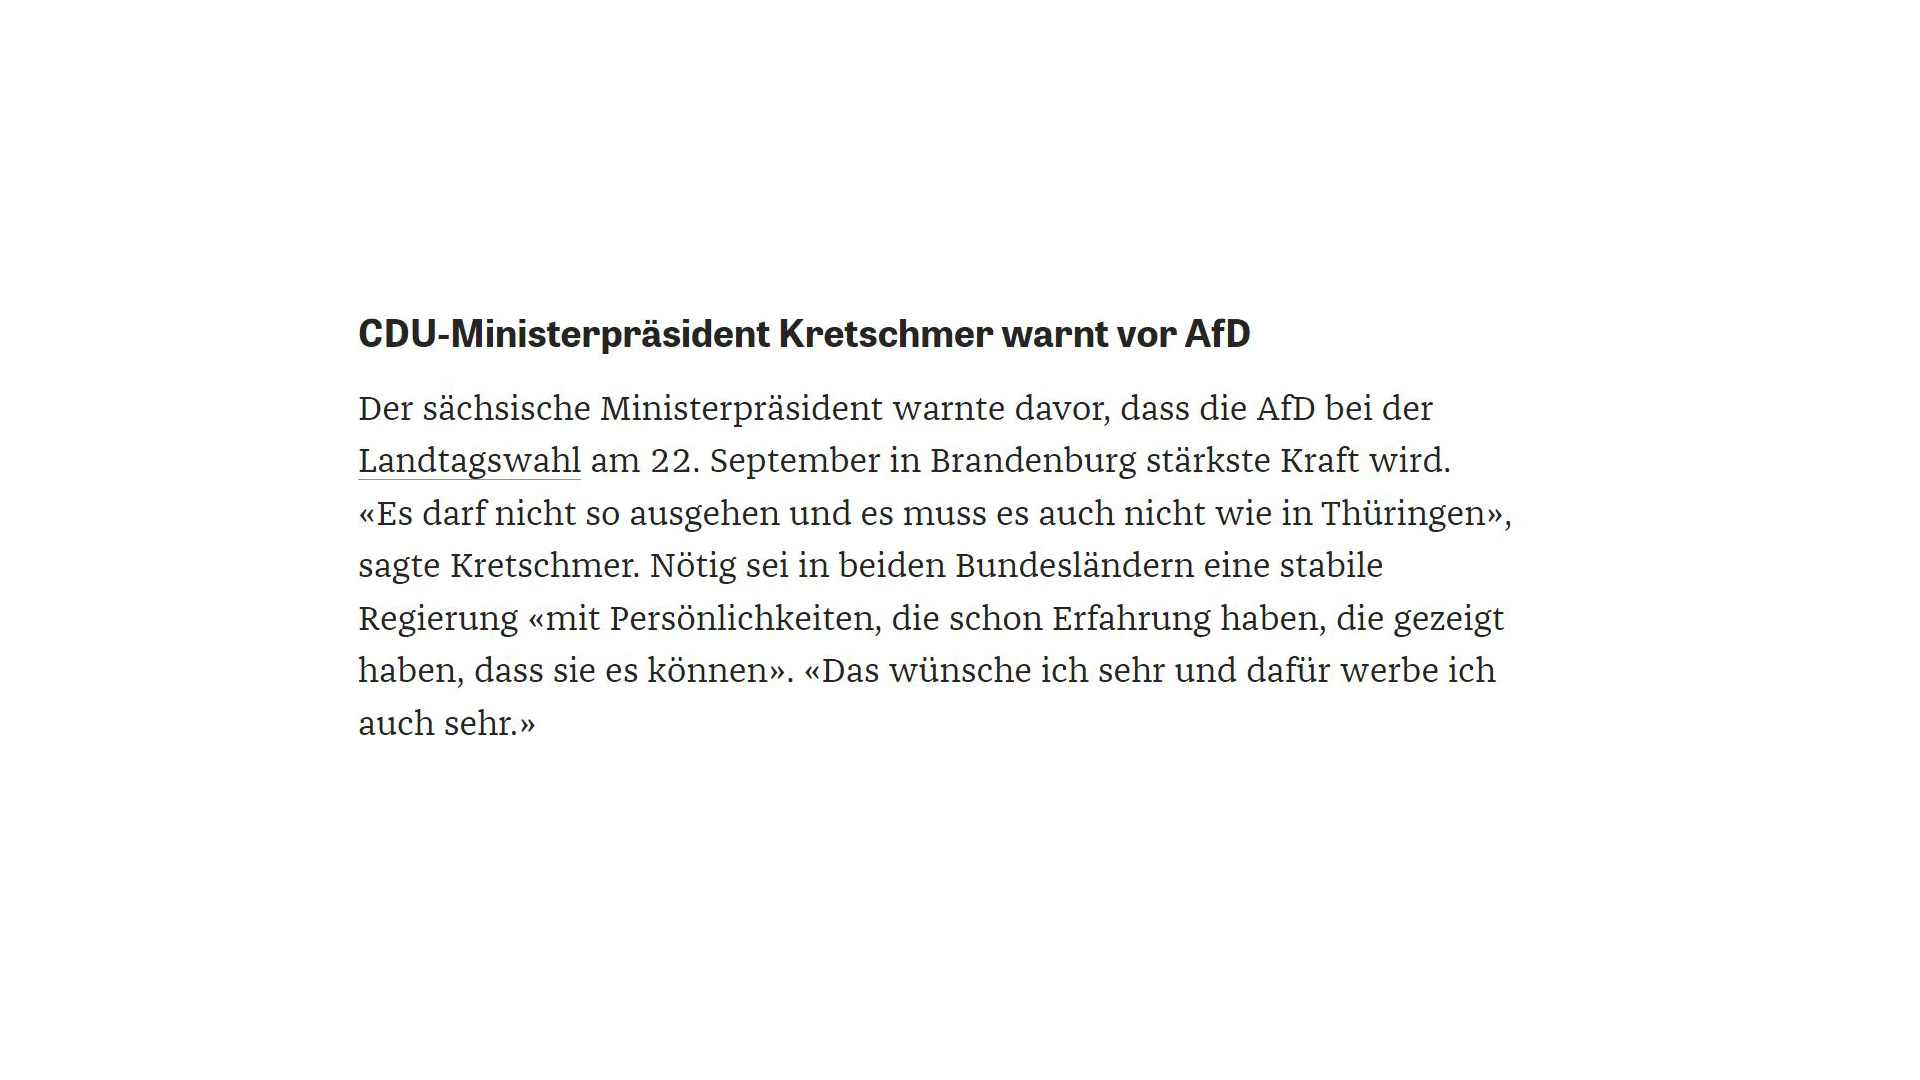 CDU-Ministerpräsident Kretschmer warnt vor AfD
Der sächsische Ministerpräsident warnte davor, dass die AfD bei der
Landtagswahl am 22. September in Brandenburg stärkste Kraft wird.
«Es darf nicht so ausgehen und es muss es auch nicht wie in Thüringen»,
sagte Kretschmer. Nötig sei in beiden Bundesländern eine stabile
Regierung «mit Persönlichkeiten, die schon Erfahrung haben, die gezeigt
haben, dass sie es können». «Das wünsche ich sehr und dafür werbe ich
auch sehr.»